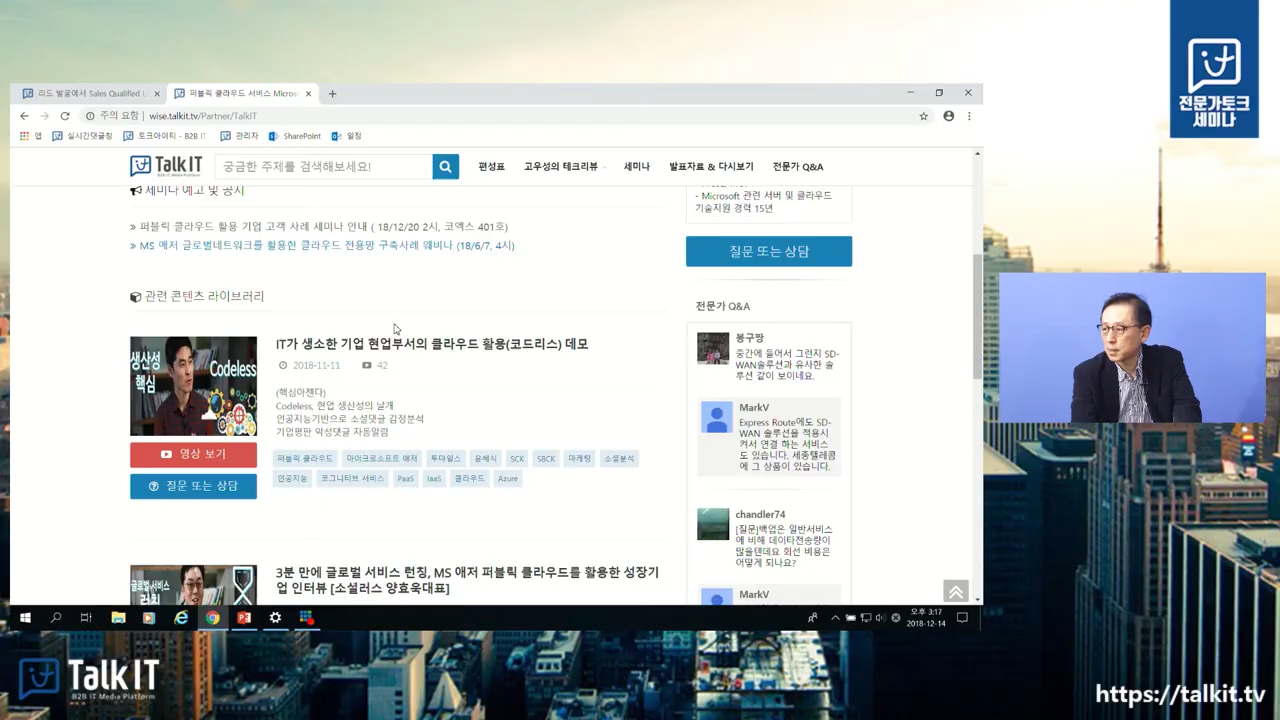 전문가토크
세미나
리드 발굴에서 Sales Qualified L
퍼블릭 클라우드 서비스 Micros
주의 요함
wise.talkit.tv/Partner/TalkIT
앱
실시간댓글창
토크아이티 - B2B IT
관리자
SharePoint
일정
Talk IT
B2B IT Media Platform
궁금한 주제를 검색해보세요!
편성표
고우성의 테크리뷰
세미나
발표자료 & 다시보기
전문가 Q&A
세미나 예고 및 공지
» 퍼블릭 클라우드 활용 기업 고객 사례 세미나 안내 ( 18/12/20 2시, 코엑스 401호)
» MS 애저 글로벌네트워크를 활용한 클라우드 전용망 구축사례 웨비나 (18/6/7, 4시)
관련 콘텐츠 라이브러리
생산성
핵심
Codeless
영상 보기
질문 또는 상담
IT가 생소한 기업 현업부서의 클라우드 활용(코드리스) 데모
2018-11-11
42
(핵심아젠다)
Codeless, 현업 생산성의 날개
인공지능기반으로 소셜댓글 감정분석
기업평판 악성댓글 자동알람
퍼블릭 클라우드
마이크로소프트 애저
투마일스
윤혜식
SCK
SBCK
마케팅
소셜분석
인공지능
코그니티브 서비스
PaaS
IaaS
클라우드
Azure
글로벌서비스
런칭
3분 만에 글로벌 서비스 런칭, MS 애저 퍼블릭 클라우드를 활용한 성장기
업 인터뷰 [소셜러스 양효욱대표]
- Microsoft 관련 서버 및 클라우드
기술지원 경력 15년
질문 또는 상담
전문가 Q&A
봉구짱
중간에 들어서 그런지 SD-
WAN솔루션과 유사한 솔
루션 같이 보이네요.
MarkV
Express Route에도 SD-
WAN 솔루션을 적용시
켜서 연결 하는 서비스
도 있습니다. 세종텔레콤
에 그 상품이 있습니다.
chandler74
[질문]백업은 일반서비스
에 비해 데이타전송량이
많을텐데요 회선 비용은
어떻게 되나요?
MarkV
오후 3:17
2018-12-14
Talk IT
B2B IT Media Platform
https://talkit.tv